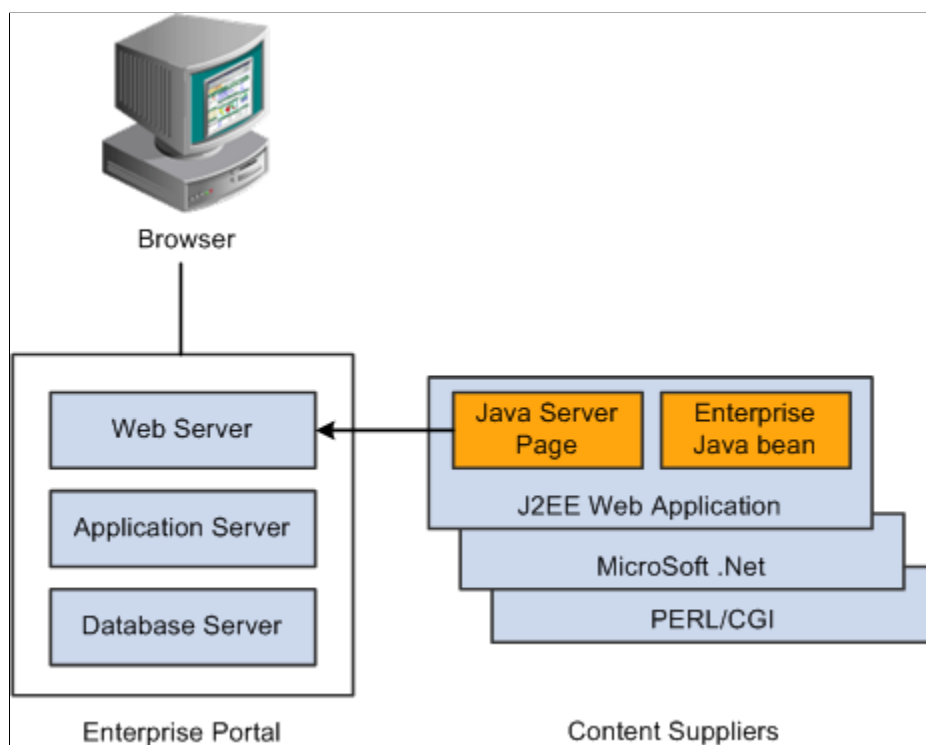 Browser
Web Server
Application Server
Database Server
Enterprise Portal
Java Server
Page
Enterprise
Java bean
J2EE Web Application
MicroSoft .Net
PERL/CGI
Content Suppliers